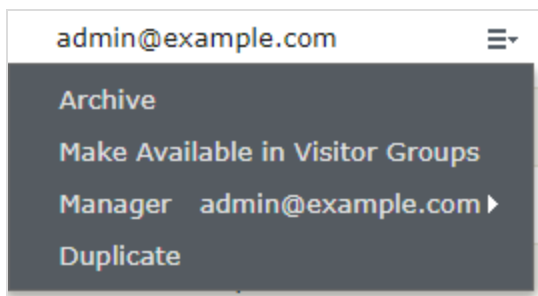 admin@example.com
Archive
Make Available in Visitor Groups
Manager admin@example.com
Duplicate